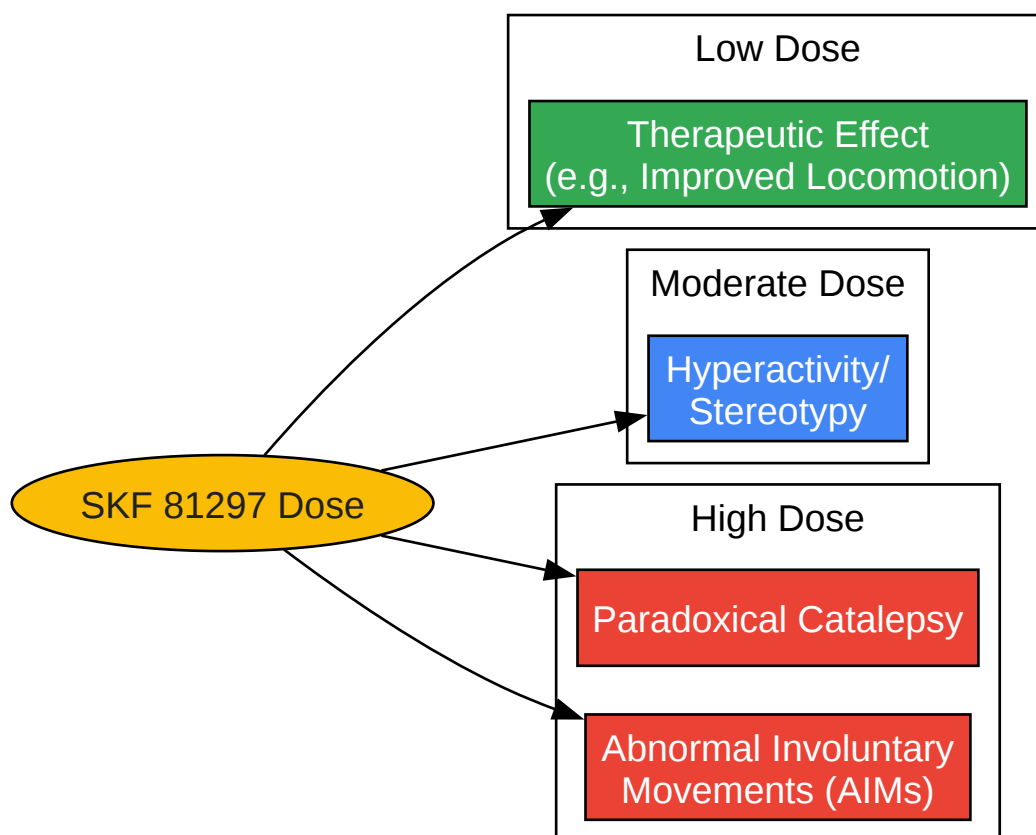 Low Dose
Therapeutic Effect
(e.g., Improved Locomotion)
Moderate Dose
Hyperactivity/
Stereotypy
SKF 81297 Dose
High Dose
Paradoxical Catalepsy
Abnormal Involuntary
Movements (AIMs)